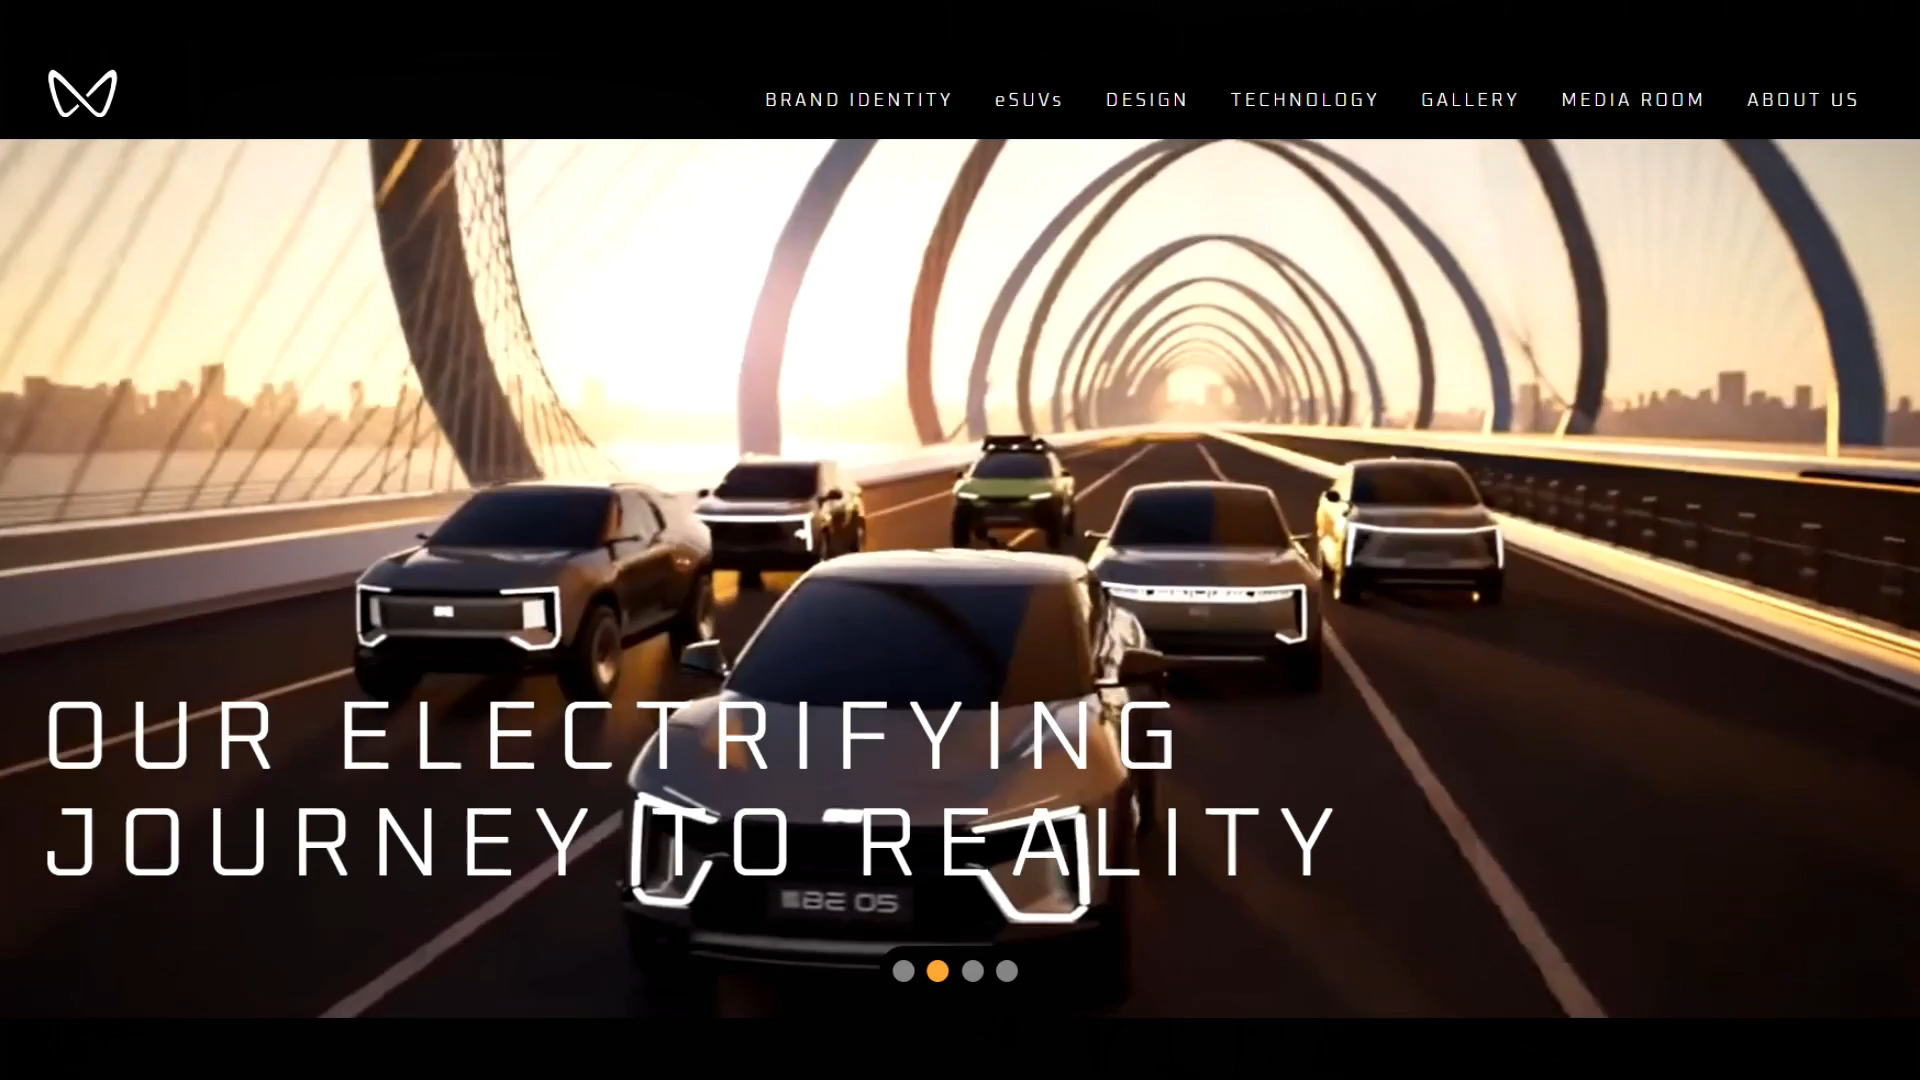 BRAND IDENTITY eSUVs DESIGN TECHNOLOGY GALLERY MEDIA ROOM ABOUT US
OUR ELECTRIFYING
JOURNEY TO REALITY
BE 05